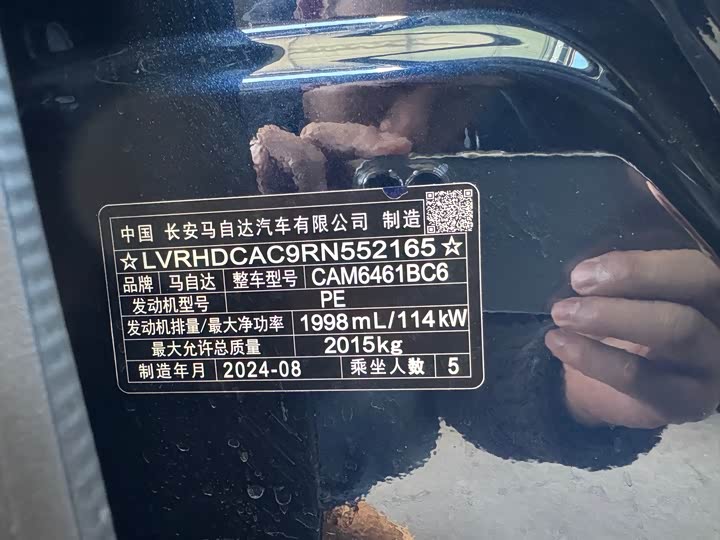 中国 长安马自达汽车有限公司 制造
☆LVRHDCAC9RN552165☆
品牌 马自达 整车型号 CAM6461BC6
发动机型号 PE
发动机排量/最大净功率 1998mL/114kW
最大允许总质量 2015kg
制造年月 2024-08 乘坐人数 5